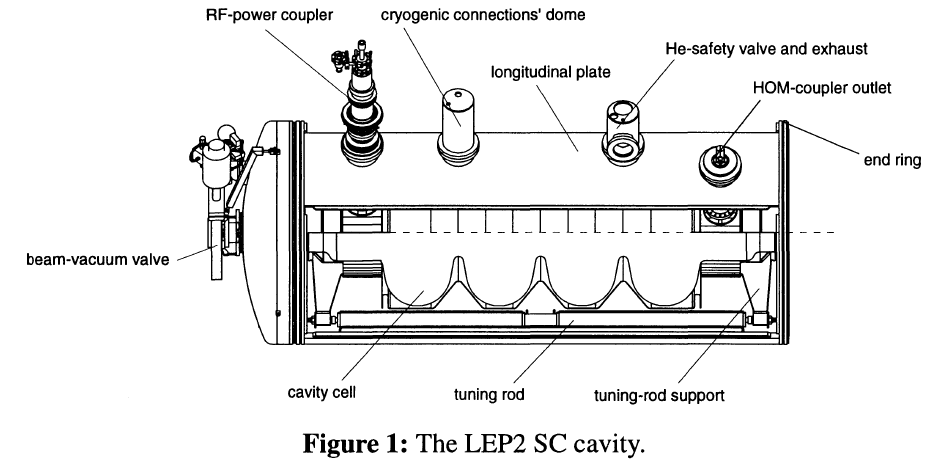 RF-power coupler
cryogenic connections' dome
He-safety valve and exhaust
longitudinal plate
HOM-coupler outlet
end ring
beam-vacuum valve
cavity cell
tuning rod
tuning-rod support
Figure 1: The LEP2 SC cavity.